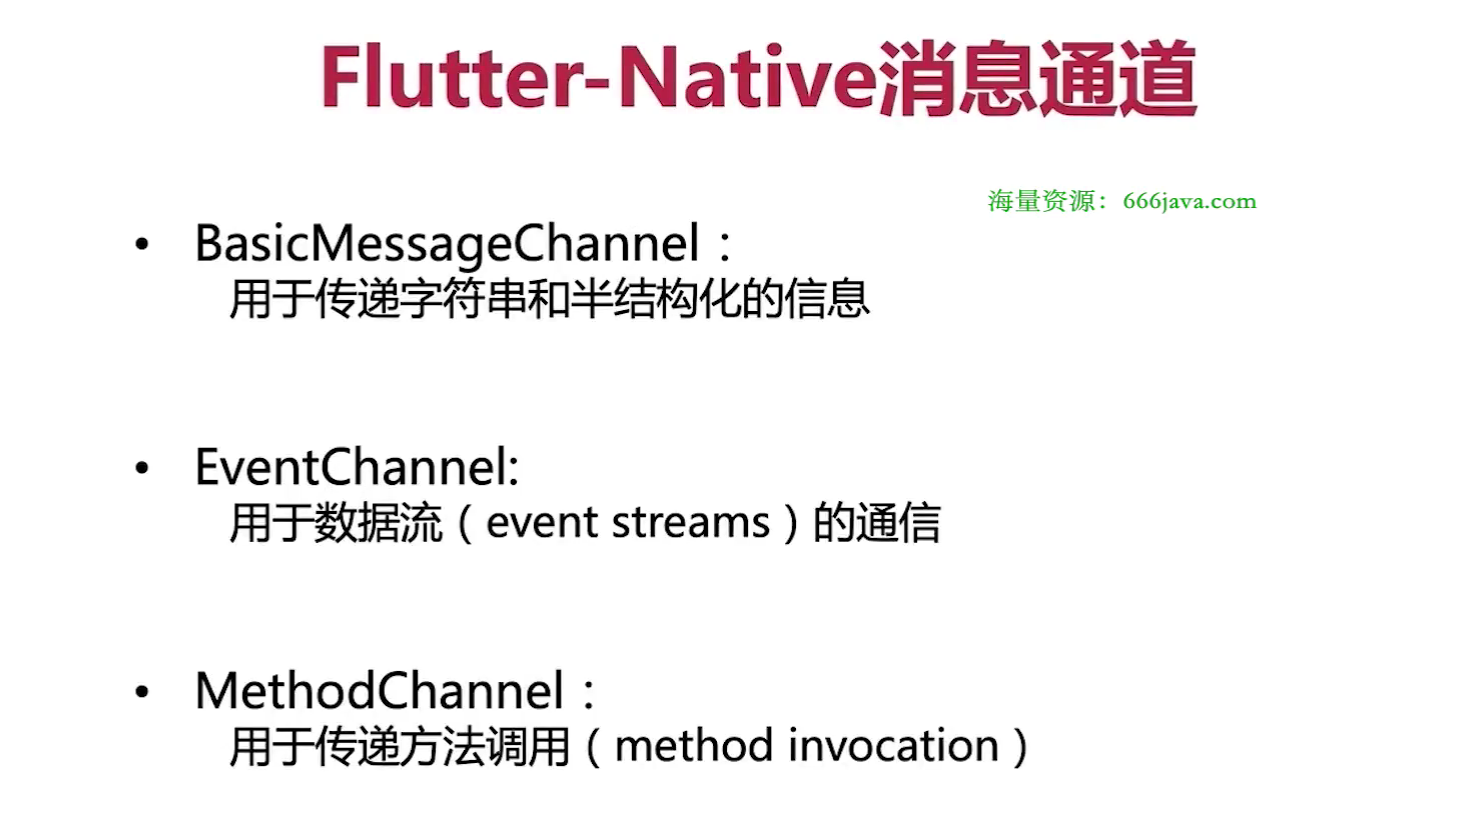 Flutter-Native消息通道
海量资源：666java.com
• BasicMessageChannel：
用于传递字符串和半结构化的信息
• EventChannel:
用于数据流（event streams）的通信
• MethodChannel：
用于传递方法调用（method invocation）